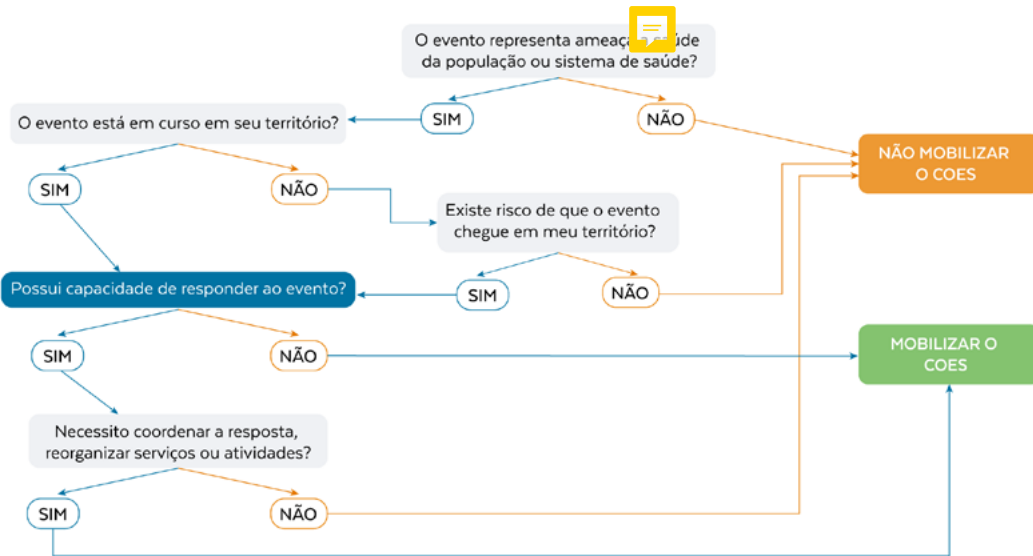 O evento representa ameaça à saúde
da população ou sistema de saúde?
SIM
NÃO
O evento está em curso em seu território?
NÃO MOBILIZAR
O COES
SIM
NÃO
Existe risco de que o evento
chegue em meu território?
Possui capacidade de responder ao evento?
SIM
NÃO
MOBILIZAR O
COES
SIM
NÃO
Necessito coordenar a resposta,
reorganizar serviços ou atividades?
SIM
NÃO